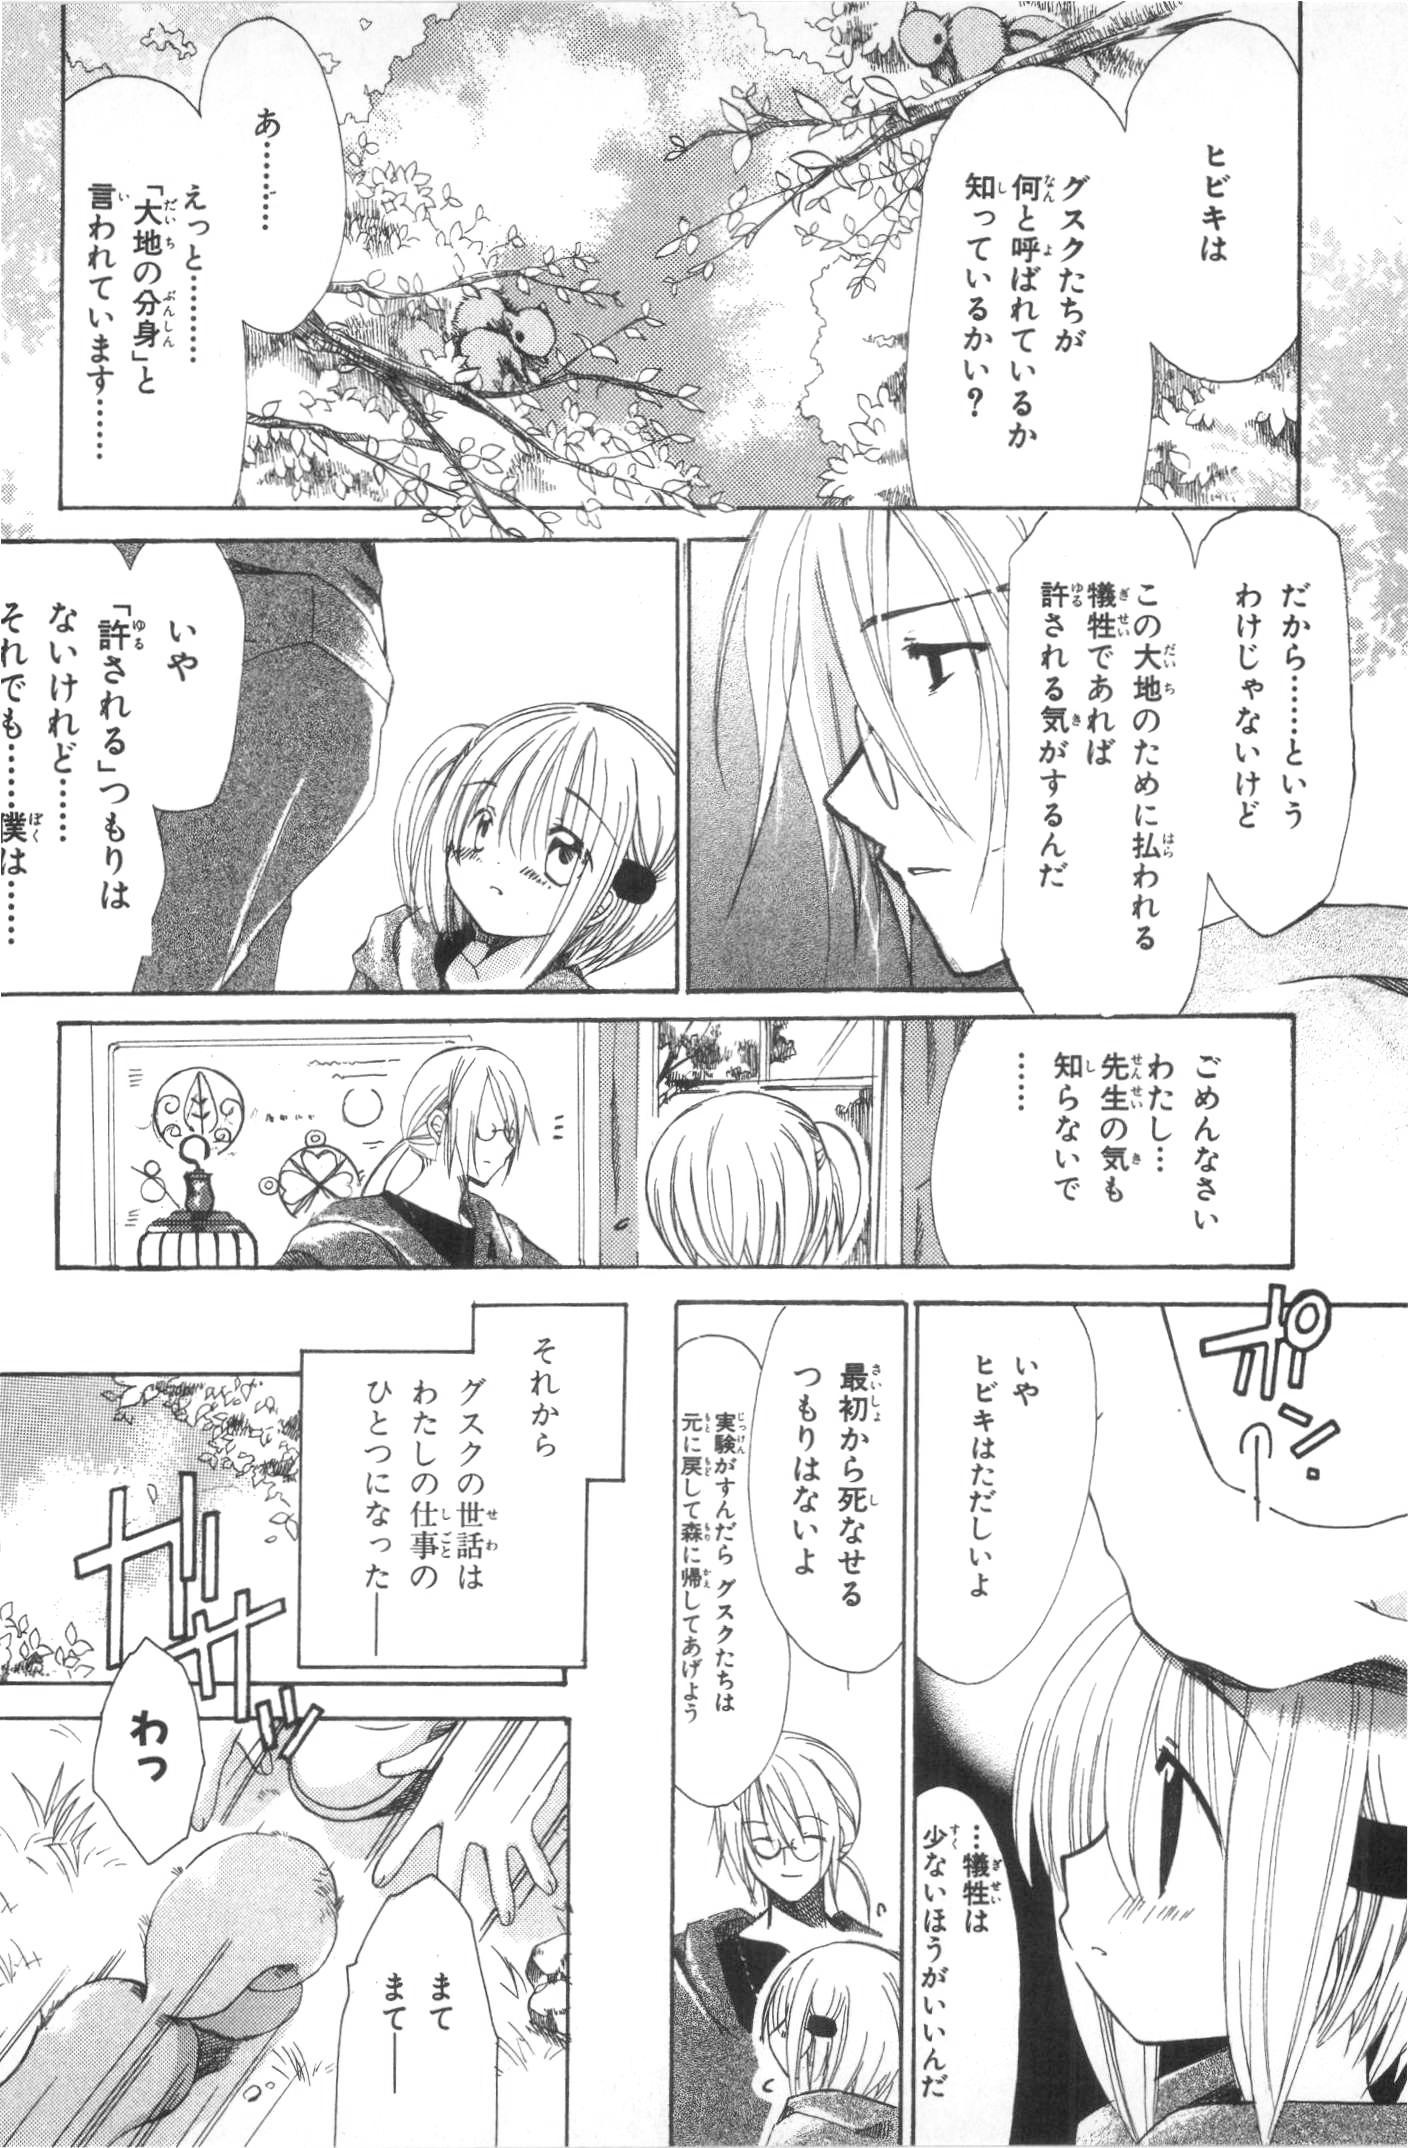 ヒビキは
グスクたちが
何と呼ばれているか
知っているかい？
あ………
えっと………
「大地の分身」と
言われています……
だから……という
わけじゃないけど
この大地のために払われる
犠牲であれば
許される気がするんだ
いや
「許される」つもりは
ないけれど……
それでも……僕は……
ごめんなさい
わたし…
先生の気も
知らないで
……
ポン。
いや
ヒビキはただしいよ
…犠牲は
少ないほうがいいんだ
最初から死なせる
つもりはないよ
実験がすんだら グスクたちは
元に戻して森に帰してあげよう
それから
グスクの世話は
わたしの仕事の
ひとつになった――
ガサガサ
わっ
まて
まて――